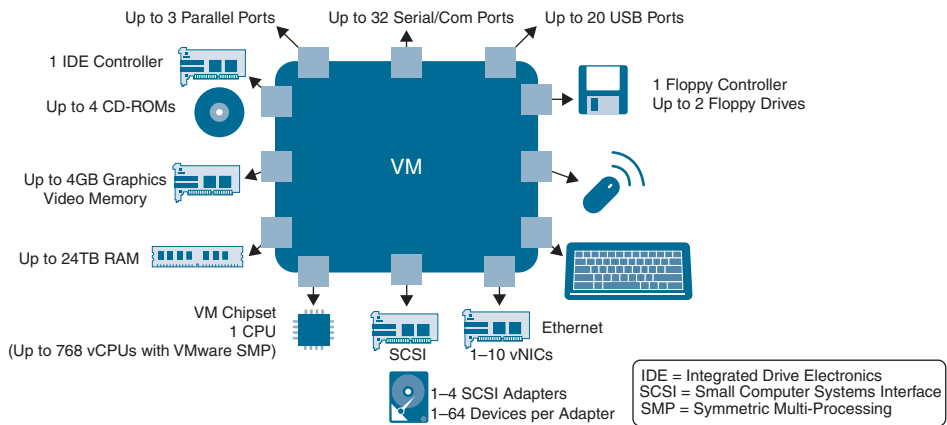 Up to 3 Parallel Ports
Up to 32 Serial/Com Ports
Up to 20 USB Ports
1 IDE Controller
Up to 4 CD-ROMs
1 Floppy Controller
Up to 2 Floppy Drives
VM
Up to 4GB Graphics
Video Memory
Up to 24TB RAM
VM Chipset
1 CPU
(Up to 768 vCPUs with VMware SMP)
SCSI
Ethernet
1–10 vNICs
1–4 SCSI Adapters
1–64 Devices per Adapter
IDE = Integrated Drive Electronics
SCSI = Small Computer Systems Interface
SMP = Symmetric Multi-Processing